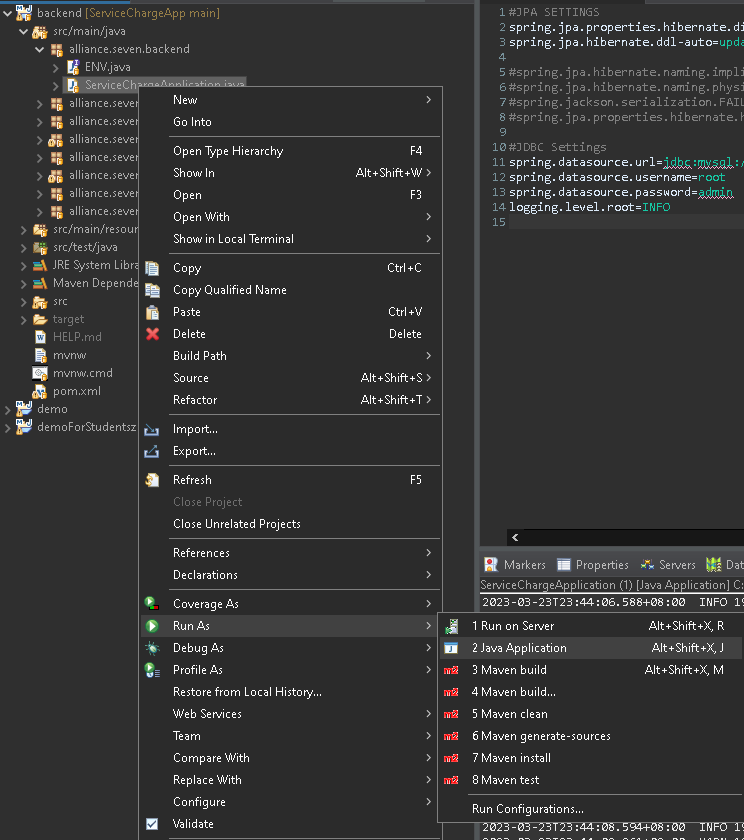 backend [ServiceChargeApp main]
src/main/java
alliance.seven.backend
ENV.java
ServiceChargeApplication.java
alliance.seven
alliance.seven
alliance.seven
alliance.seven
alliance.seven
alliance.seven
alliance.seven
src/main/resour
src/test/java
JRE System Libra
Maven Depende
src
target
HELP.md
mvnw
mvnw.cmd
pom.xml
demo
demoForStudentsz
New
Go Into
Open Type Hierarchy F4
Show In Alt+Shift+W
Open F3
Open With
Show in Local Terminal
Copy Ctrl+C
Copy Qualified Name
Paste Ctrl+V
Delete Delete
Build Path
Source Alt+Shift+S
Refactor Alt+Shift+T
Import...
Export...
Refresh F5
Close Project
Close Unrelated Projects
References
Declarations
Coverage As
Run As
Debug As
Profile As
Restore from Local History...
Web Services
Team
Compare With
Replace With
Configure
Validate
1 Run on Server Alt+Shift+X, R
2 Java Application Alt+Shift+X, J
3 Maven build Alt+Shift+X, M
4 Maven build...
5 Maven clean
6 Maven generate-sources
7 Maven install
8 Maven test
Run Configurations...
1 #JPA SETTINGS
2 spring.jpa.properties.hibernate.di
3 spring.jpa.hibernate.ddl-auto=upda
4
5 #spring.jpa.hibernate.naming.impli
6 #spring.jpa.hibernate.naming.physi
7 #spring.jackson.serialization.FAIL
8 #spring.jpa.properties.hibernate.h
9
10 #JDBC Settings
11 spring.datasource.url=jdbc:mysql:/
12 spring.datasource.username=root
13 spring.datasource.password=admin
14 logging.level.root=INFO
15
Markers Properties Servers Dat
ServiceChargeApplication (1) [Java Application] C:
2023-03-23T23:44:06.588+08:00 INFO 19
2023-03-23T23:44:08.594+08:00 INFO 19